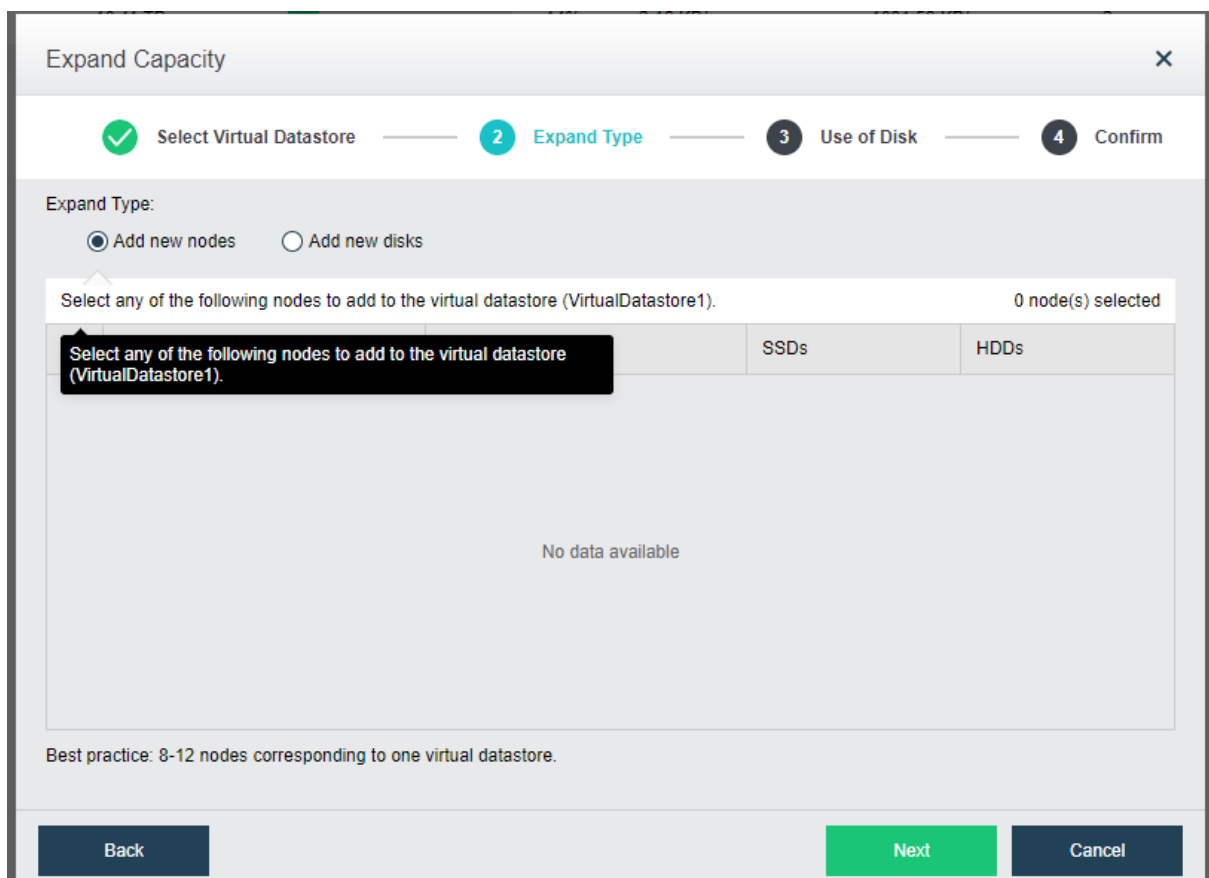 Expand Capacity
Select Virtual Datastore 2 Expand Type 3 Use of Disk 4 Confirm
Expand Type:
Add new nodes Add new disks
Select any of the following nodes to add to the virtual datastore (VirtualDatastore1). 0 node(s) selected
SSDs HDDs
Select any of the following nodes to add to the virtual datastore
(VirtualDatastore1).
No data available
Best practice: 8-12 nodes corresponding to one virtual datastore.
Back Next Cancel